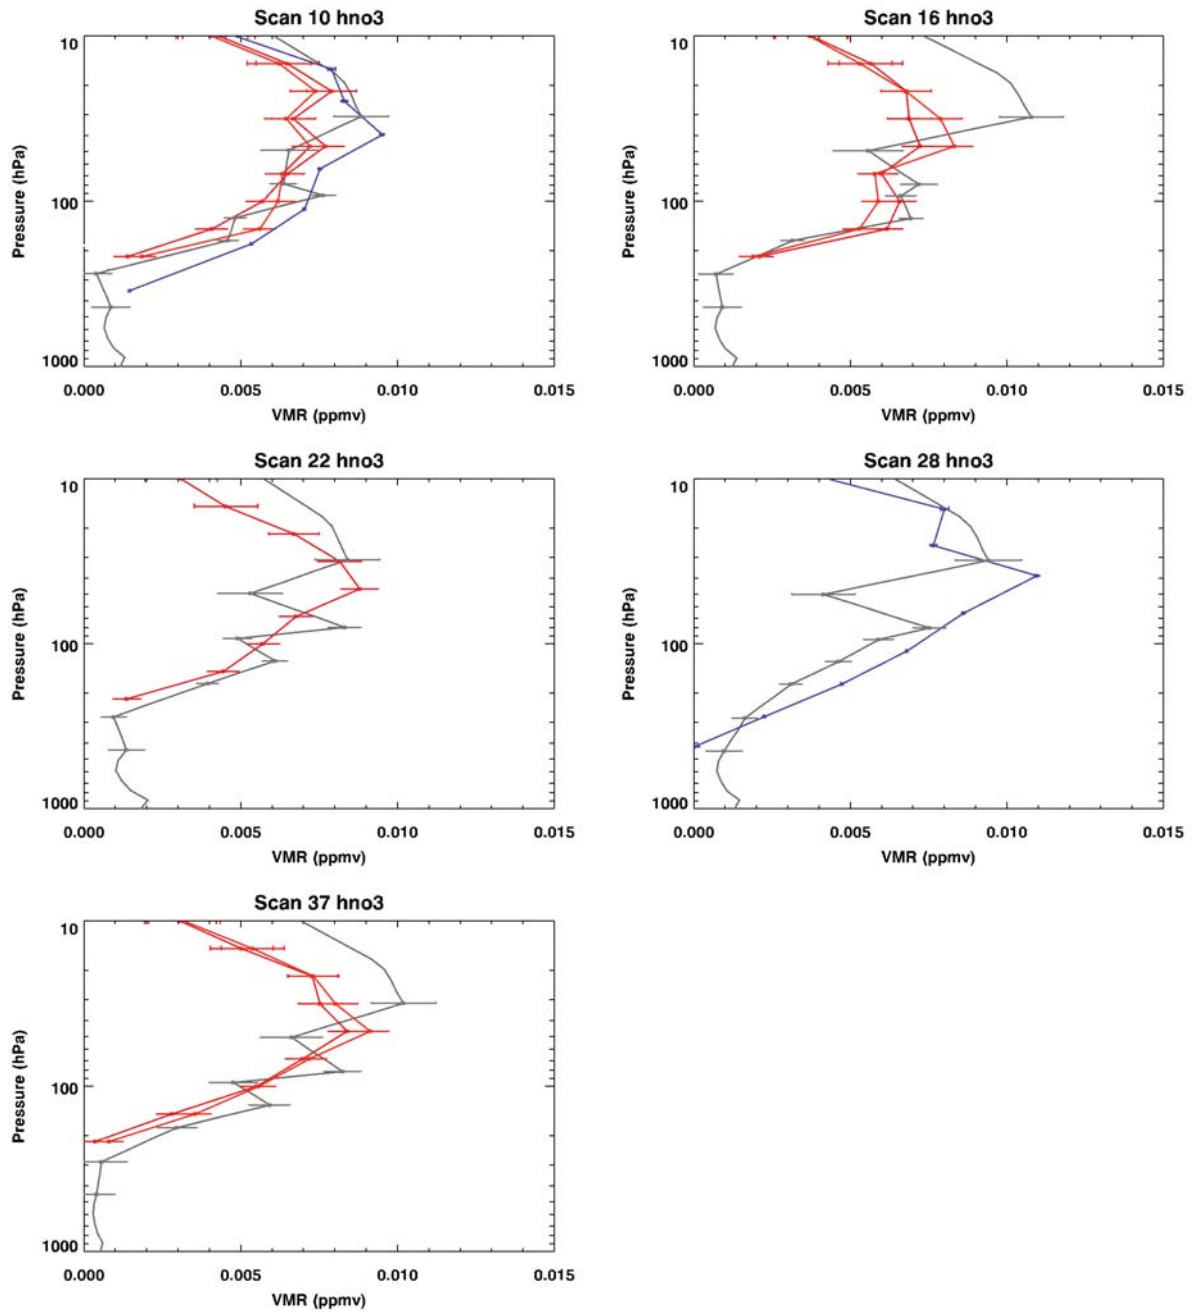 Scan 10 hno3
10
100
1000
Pressure (hPa)
0.000 0.005 0.010 0.015
VMR (ppmv)
Scan 16 hno3
10
100
1000
Pressure (hPa)
0.000 0.005 0.010 0.015
VMR (ppmv)
Scan 22 hno3
10
100
1000
Pressure (hPa)
0.000 0.005 0.010 0.015
VMR (ppmv)
Scan 28 hno3
10
100
1000
Pressure (hPa)
0.000 0.005 0.010 0.015
VMR (ppmv)
Scan 37 hno3
10
100
1000
Pressure (hPa)
0.000 0.005 0.010 0.015
VMR (ppmv)